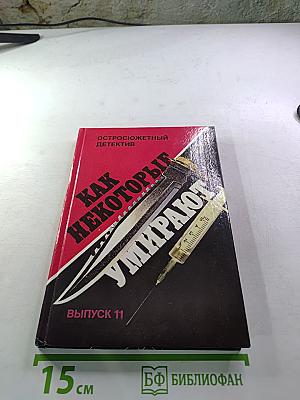 ОСТРОСЮЖЕТНЫЙ
ДЕТЕКТИВ
КАК
НЕКОТОРЫЕ
УМИРАЮТ
ВЫПУСК 11
15 см
БФ БИБЛИОФАН